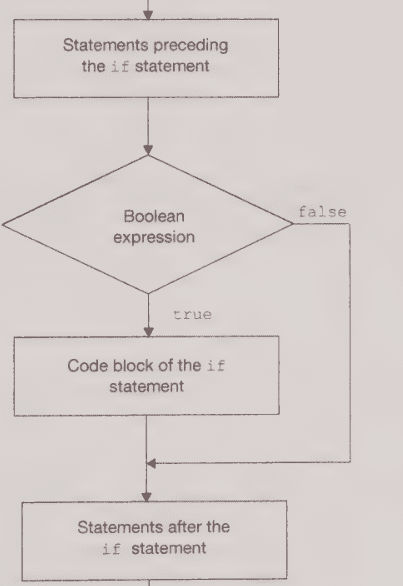 Statements preceding
the if statement
Boolean
expression
false
true
Code block of the if
statement
Statements after the
if statement